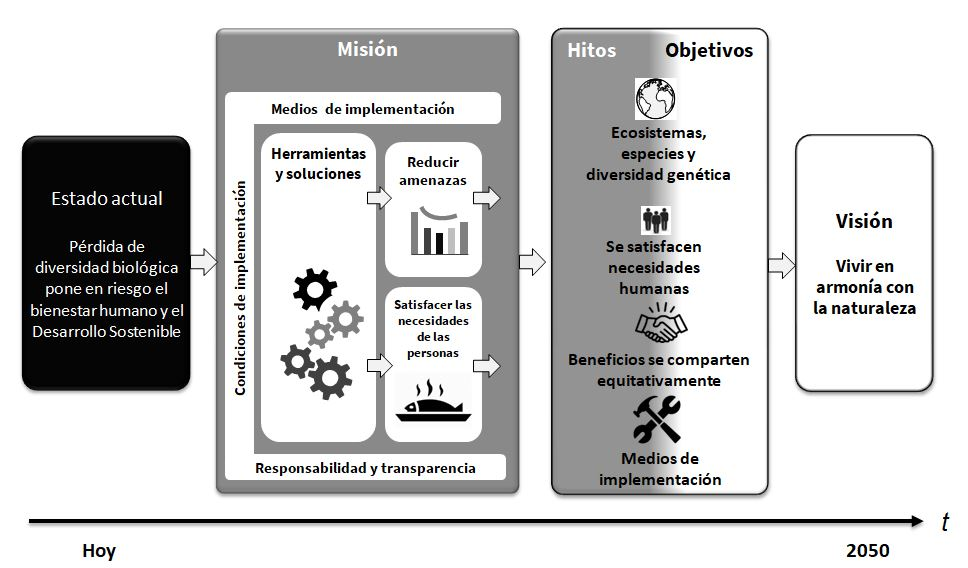 Estado actual
Pérdida de
diversidad biológica
pone en riesgo el
bienestar humano y el
Desarrollo Sostenible
Misión
Medios de implementación
Condiciones de implementación
Herramientas
y soluciones
Reducir
amenazas
Satisfacer las
necesidades
de las
personas
Responsabilidad y transparencia
Hitos Objetivos
Ecosistemas,
especies y
diversidad genética
Se satisfacen
necesidades
humanas
Beneficios se comparten
equitativamente
Medios de
implementación
Visión
Vivir en
armonía con
la naturaleza
t
Hoy
2050